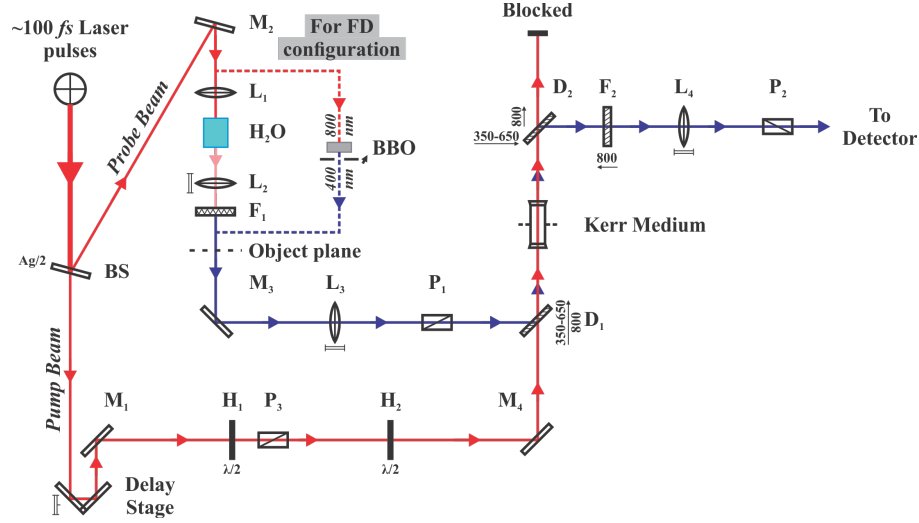 ~100 fs Laser
pulses
M2
For FD
configuration
Blocked
L1
Probe Beam
H2O
800
nm
BBO
400
nm
L2
F1
Object plane
Ag/2
BS
M3
L3
P1
D2
F2
L4
P2
800
350-650
800
To
Detector
Kerr Medium
350-650
800
D1
Pump Beam
M1
H1
P3
H2
M4
λ/2
λ/2
Delay
Stage